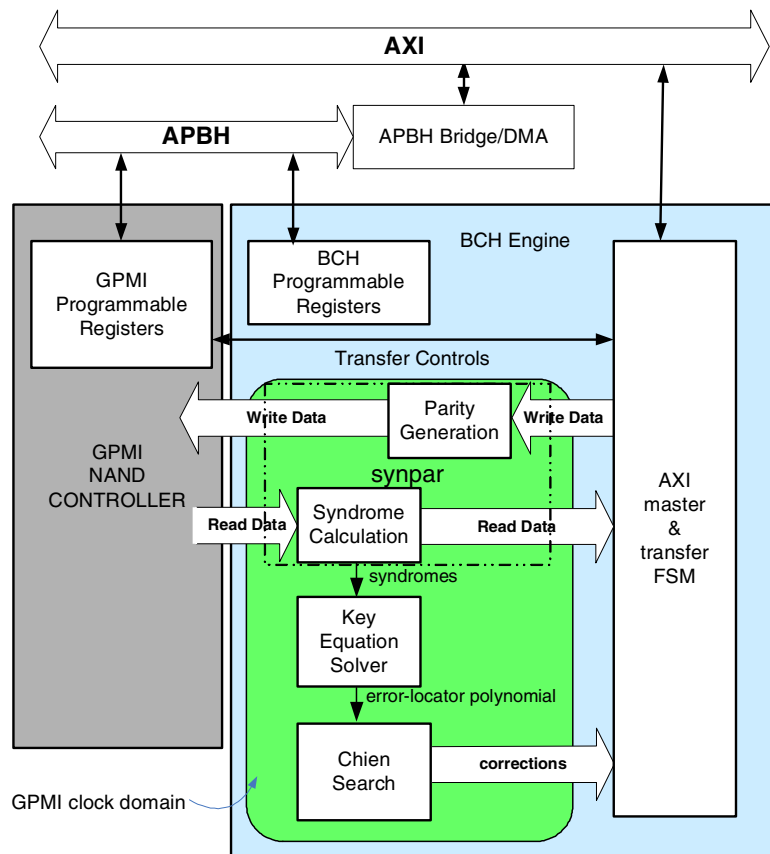 AXI
APBH
APBH Bridge/DMA
BCH Engine
GPMI
Programmable
Registers
BCH
Programmable
Registers
Transfer Controls
Write Data
Parity
Generation
Write Data
GPMI
NAND
CONTROLLER
synpar
Read Data
Syndrome
Calculation
Read Data
AXI
master
&
transfer
FSM
syndromes
Key
Equation
Solver
error-locator polynomial
Chien
Search
corrections
GPMI clock domain